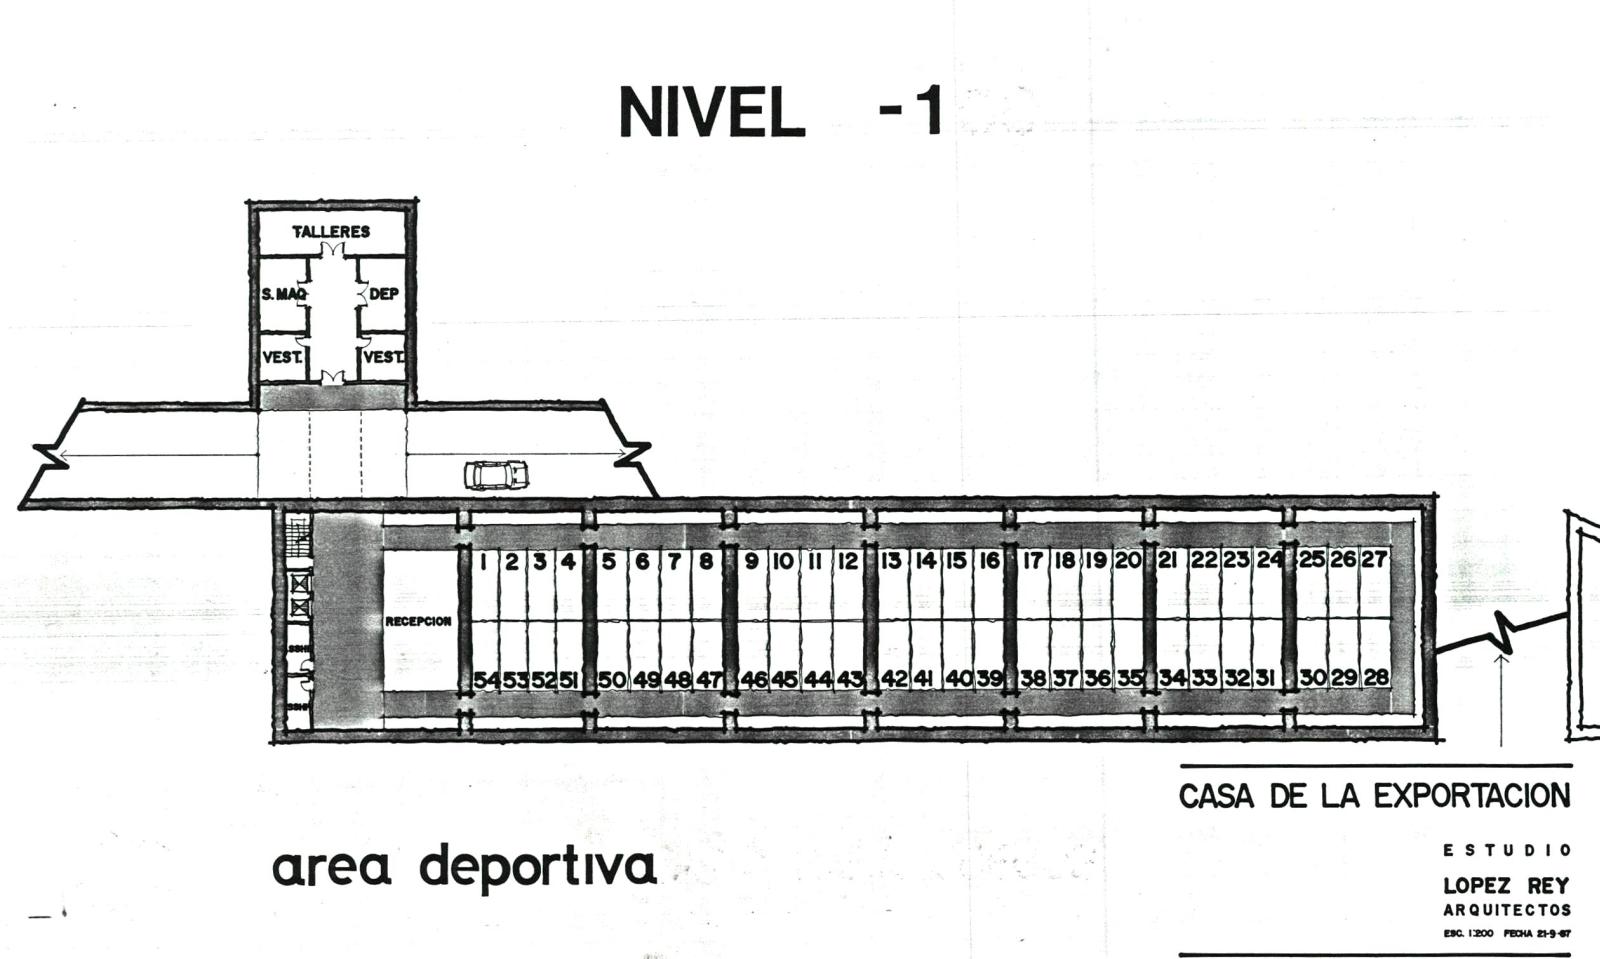 NIVEL -1
TALLERES
S.MAQ DEP
VEST. VEST.
1 2 3 4 5 6 7 8 9 10 11 12 13 14 15 16 17 18 19 20 21 22 23 24 25 26 27
RECEPCION
SSHH
54 53 52 51 50 49 48 47 46 45 44 43 42 41 40 39 38 37 36 35 34 33 32 31 30 29 28
SSHH
CASA DE LA EXPORTACION
area deportiva
ESTUDIO
LOPEZ REY
ARQUITECTOS
ESC. 1:200 FECHA 21-9-87